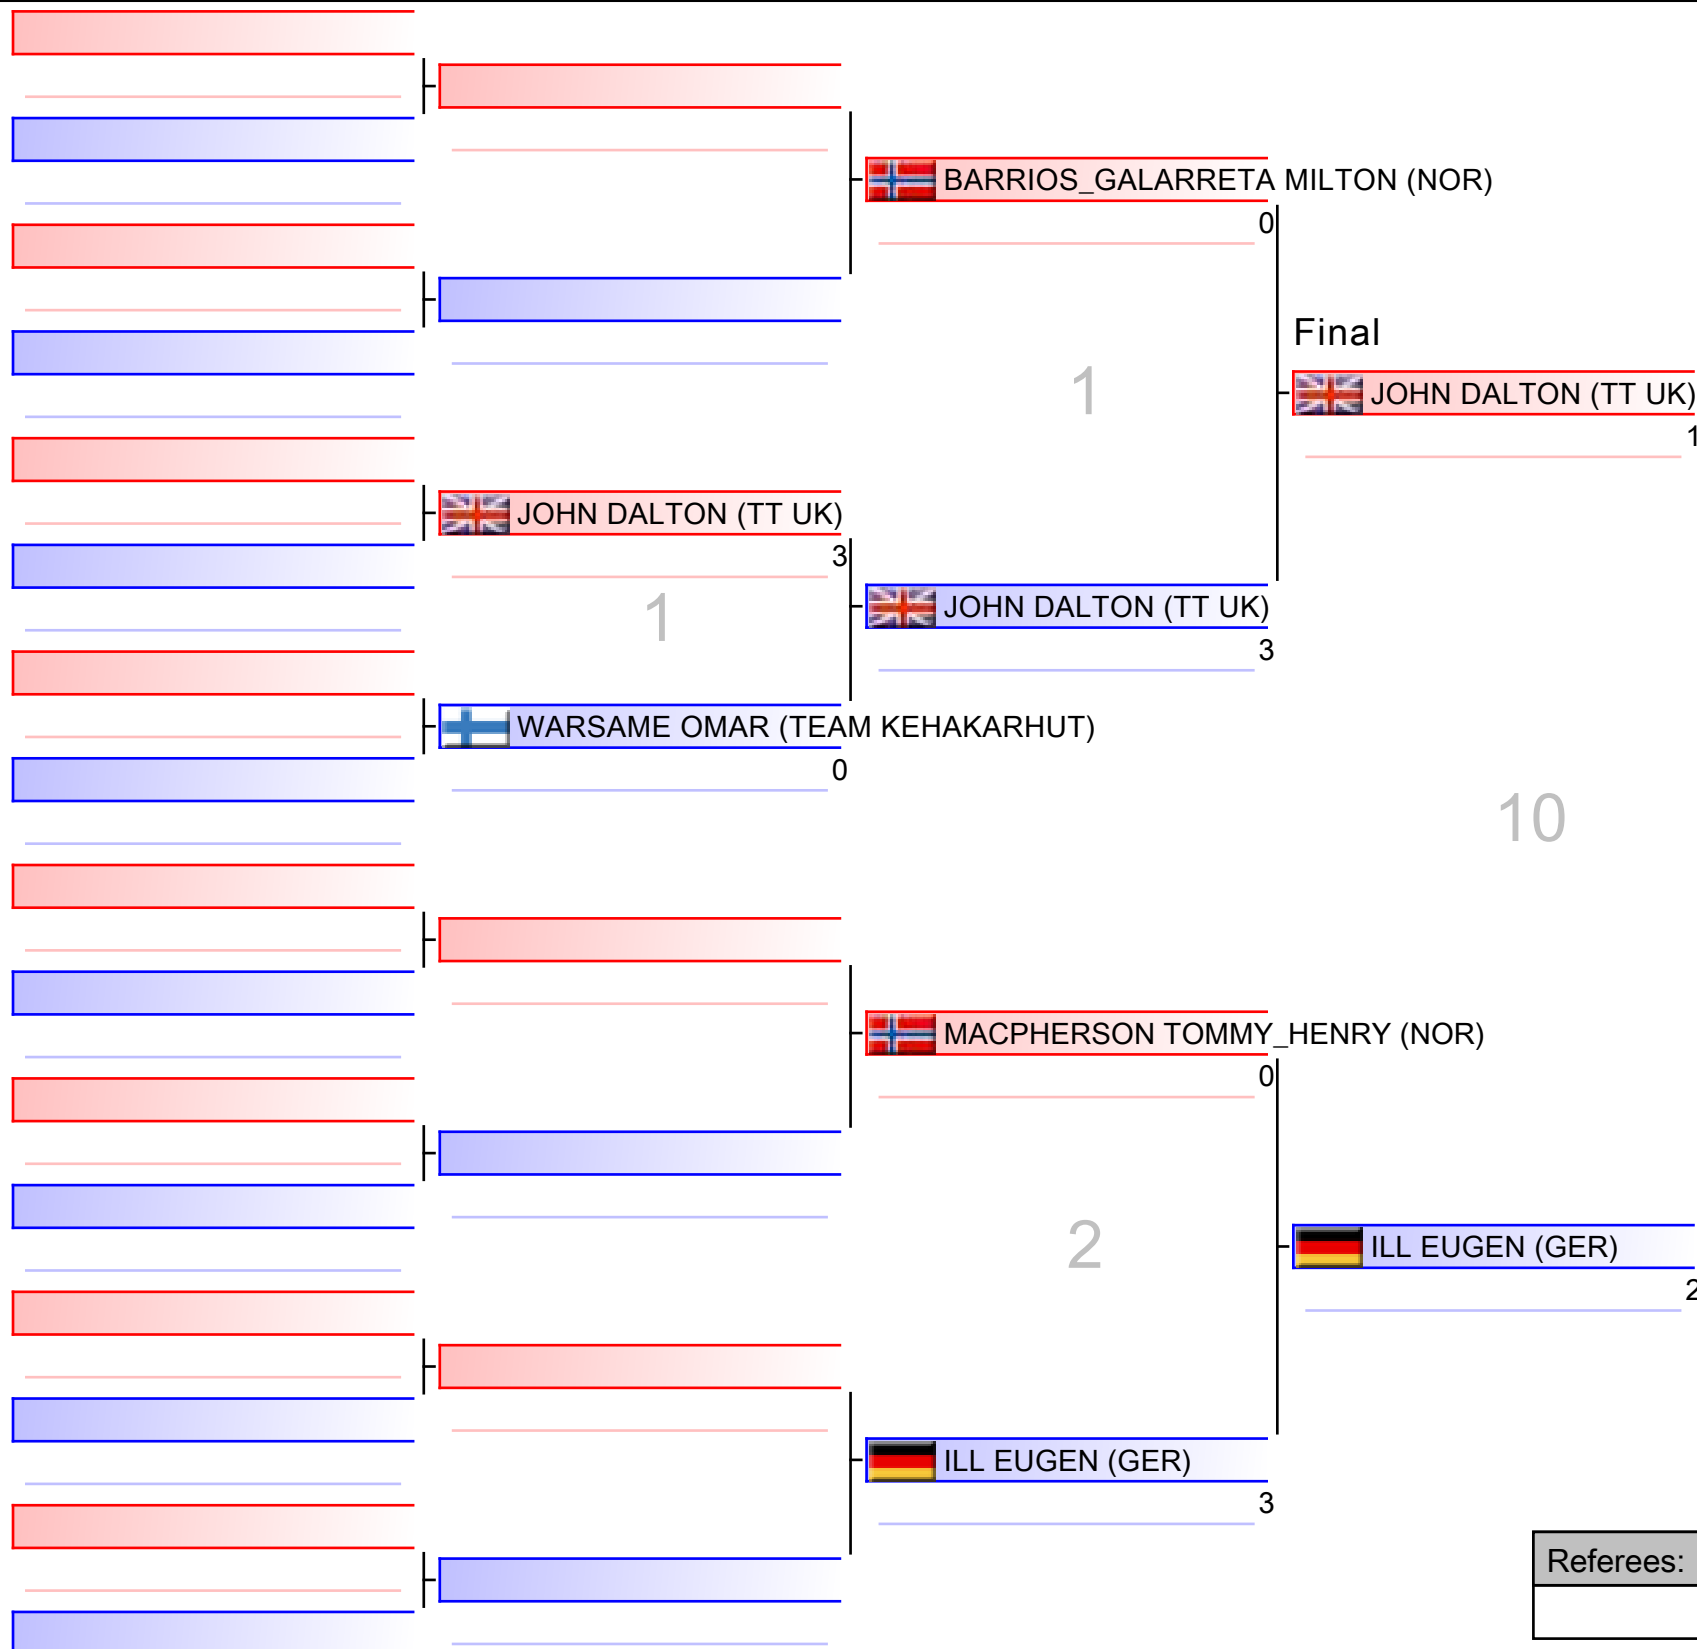 BARRIOS_GALARRETA MILTON (NOR)
0
Final
1
JOHN DALTON (TT UK)
1
JOHN DALTON (TT UK)
3
1
JOHN DALTON (TT UK)
3
WARSAME OMAR (TEAM KEHAKARHUT)
0
10
MACPHERSON TOMMY_HENRY (NOR)
0
2
ILL EUGEN (GER)
2
ILL EUGEN (GER)
3
Referees: